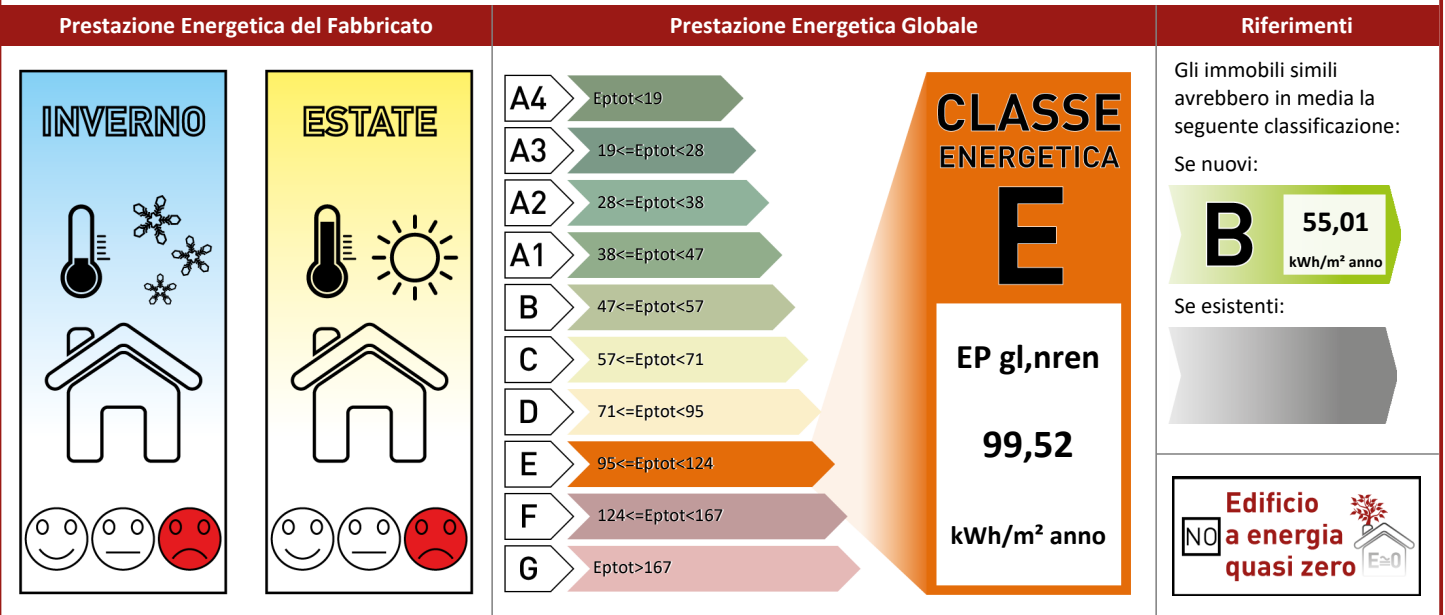 Prestazione Energetica del Fabbricato
Prestazione Energetica Globale
Riferimenti
INVERNO
ESTATE
A4
Eptot<19
A3
19<=Eptot<28
A2
28<=Eptot<38
A1
38<=Eptot<47
B
47<=Eptot<57
C
57<=Eptot<71
D
71<=Eptot<95
E
95<=Eptot<124
F
124<=Eptot<167
G
Eptot>167
CLASSE
ENERGETICA
E
EP gl,nren
99,52
kWh/m² anno
Gli immobili simili
avrebbero in media la
seguente classificazione:
Se nuovi:
B
55,01
kWh/m² anno
Se esistenti:
Edificio
NO a energia
quasi zero
E≃0